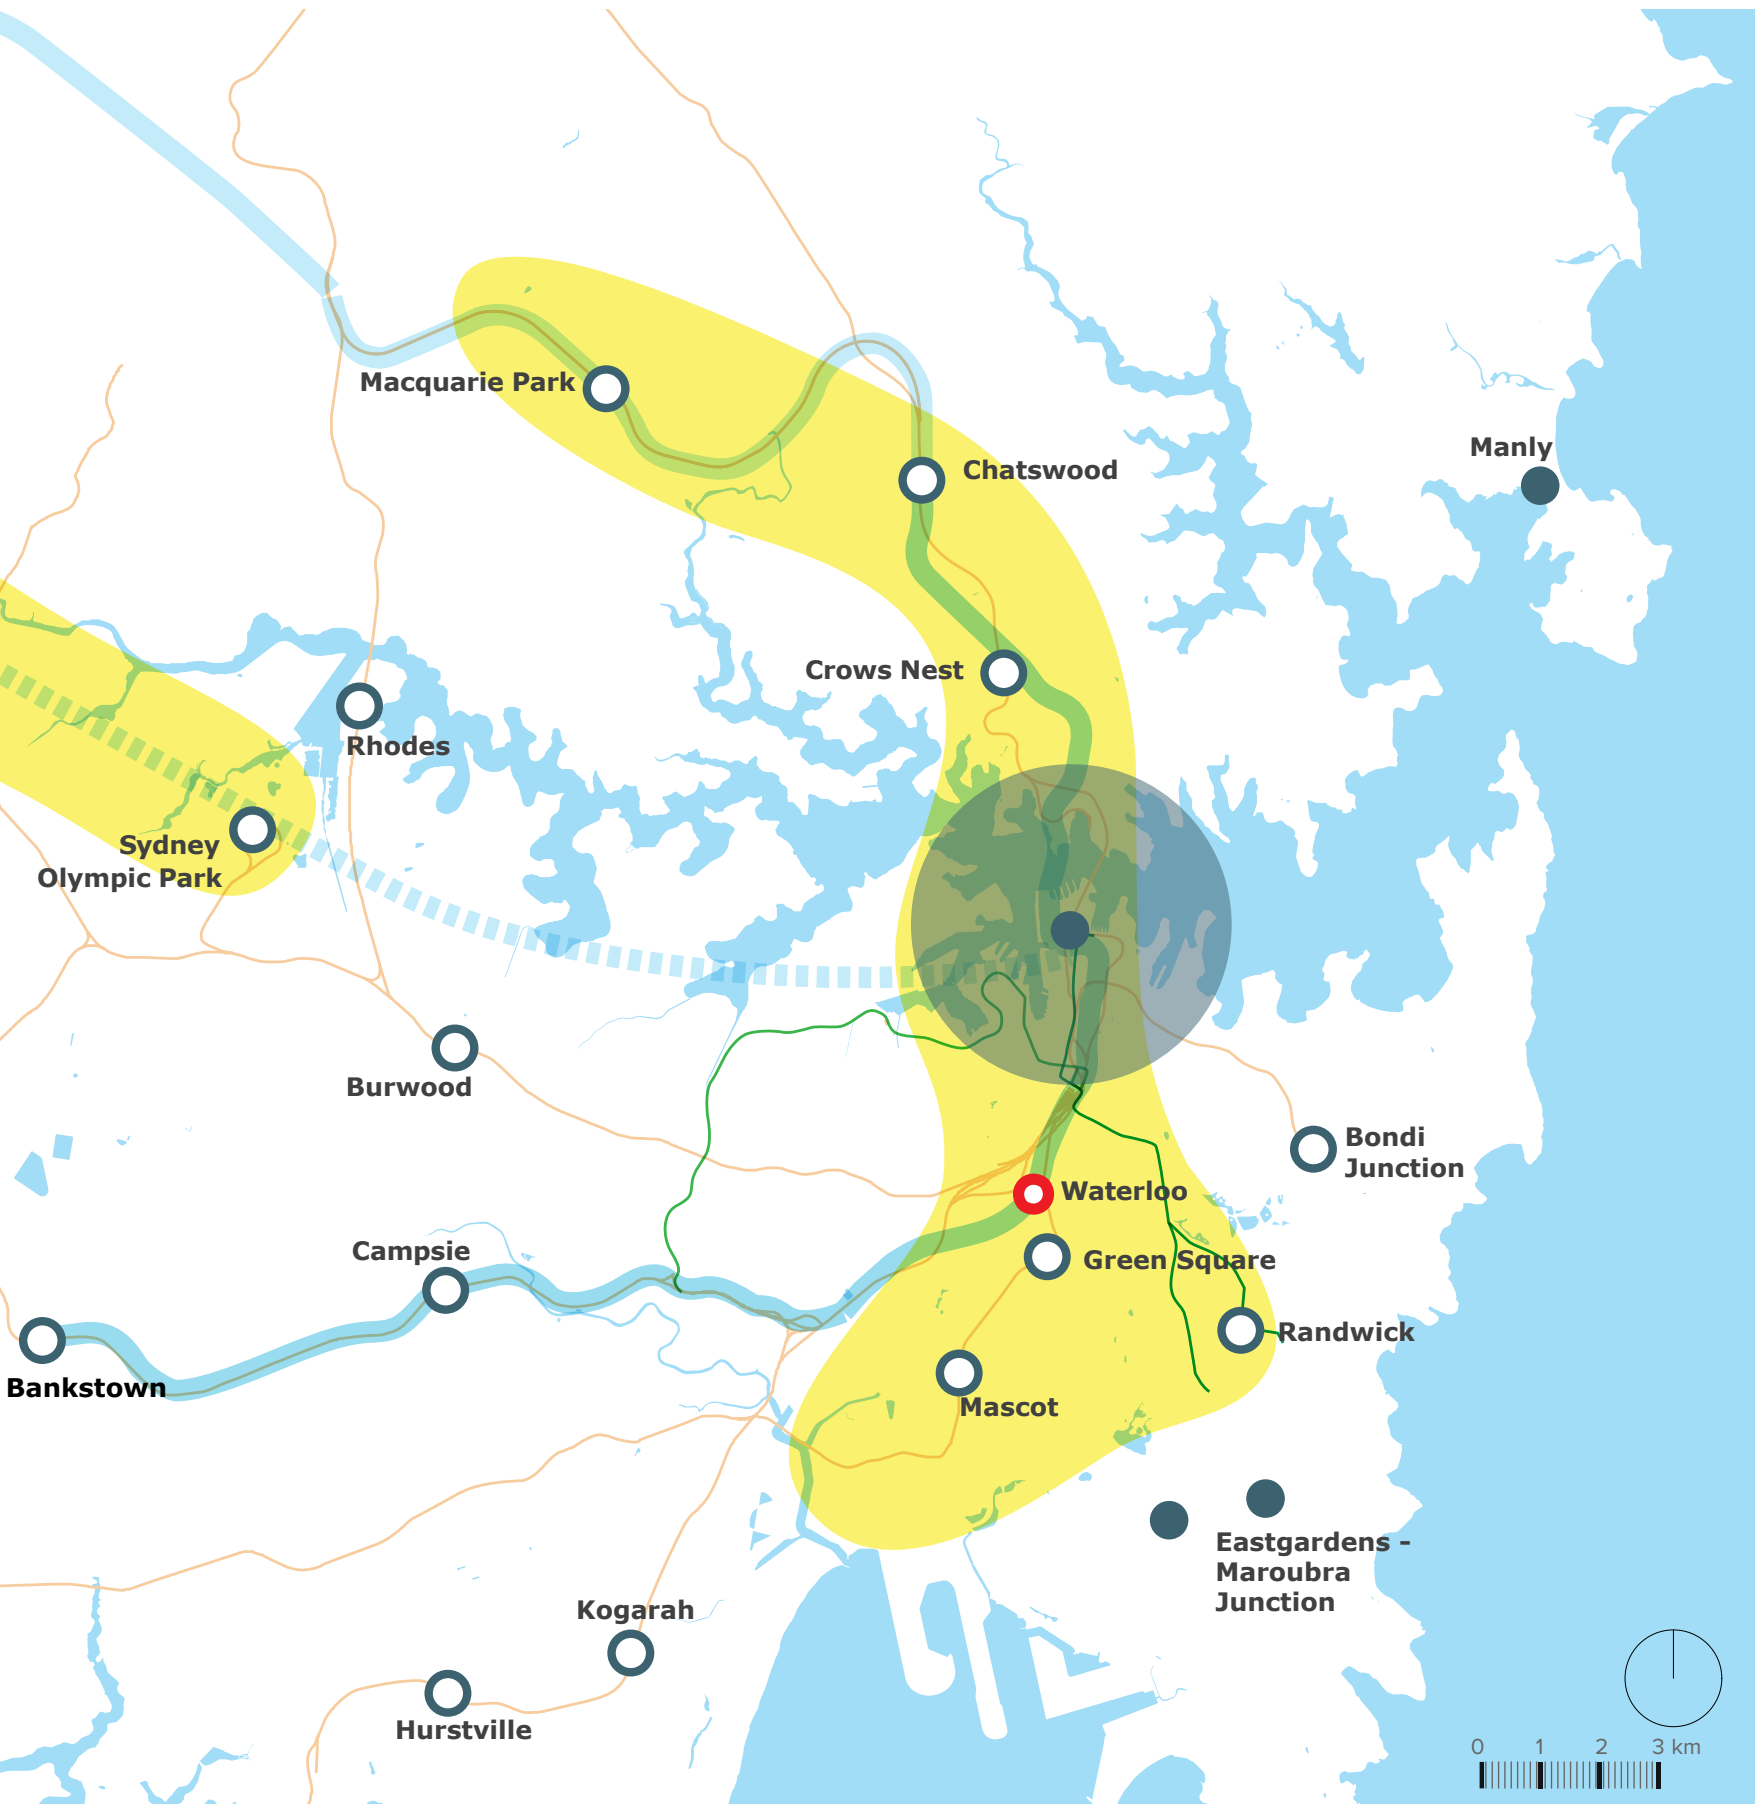 Macquarie Park
Manly
Chatswood
Crows Nest
Rhodes
Sydney
Olympic Park
Burwood
Bondi
Junction
Waterloo
Campsie
Green Square
Randwick
Bankstown
Mascot
Eastgardens -
Maroubra
Junction
Kogarah
Hurstville
0 1 2 3 km